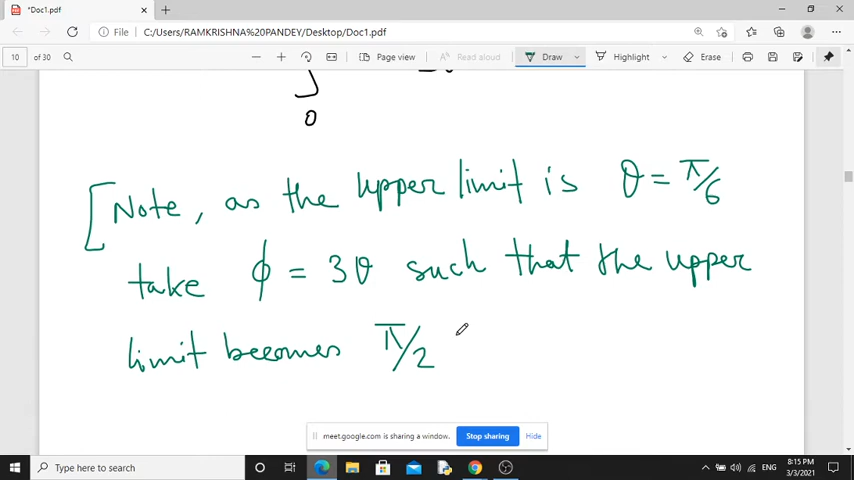 *Doc1.pdf
File C:/Users/RAMKRISHNA%20PANDEY/Desktop/Doc1.pdf
10 of 30 Page view Read aloud Draw Highlight Erase
0
[Note, as the upper limit is θ = π/6
take ϕ = 3θ such that the upper
limit becomes π/2
meet.google.com is sharing a window. Stop sharing Hide
Type here to search
ENG
8:15 PM
3/3/2021